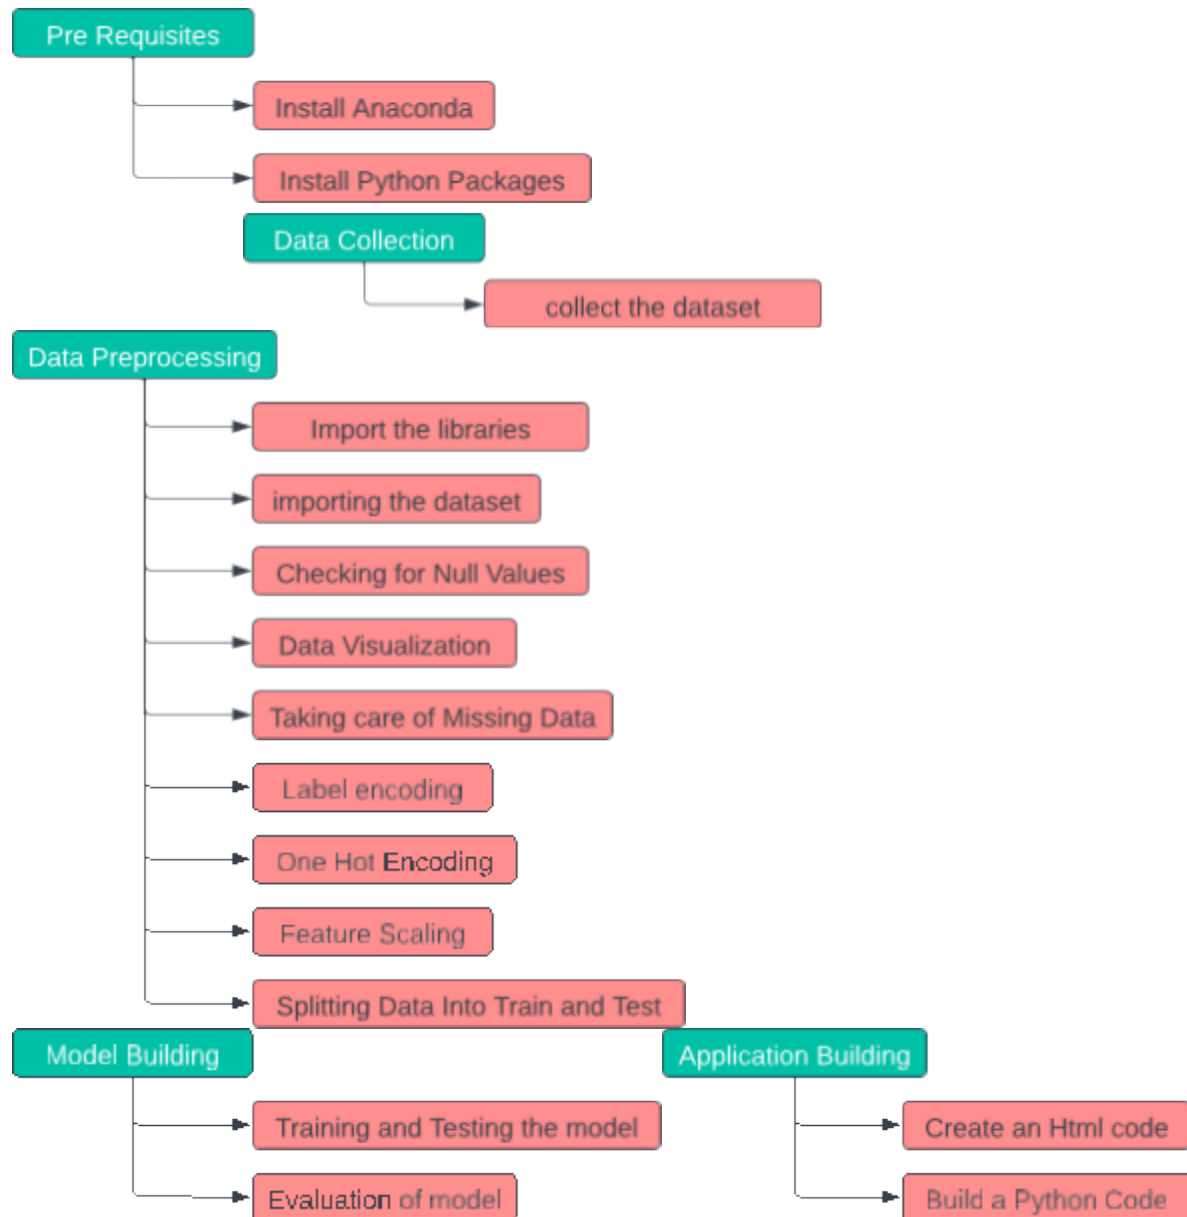 Pre Requisites
Install Anaconda
Install Python Packages
Data Collection
collect the dataset
Data Preprocessing
Import the libraries
importing the dataset
Checking for Null Values
Data Visualization
Taking care of Missing Data
Label encoding
One Hot Encoding
Feature Scaling
Splitting Data Into Train and Test
Model Building
Training and Testing the model
Evaluation of model
Application Building
Create an Html code
Build a Python Code